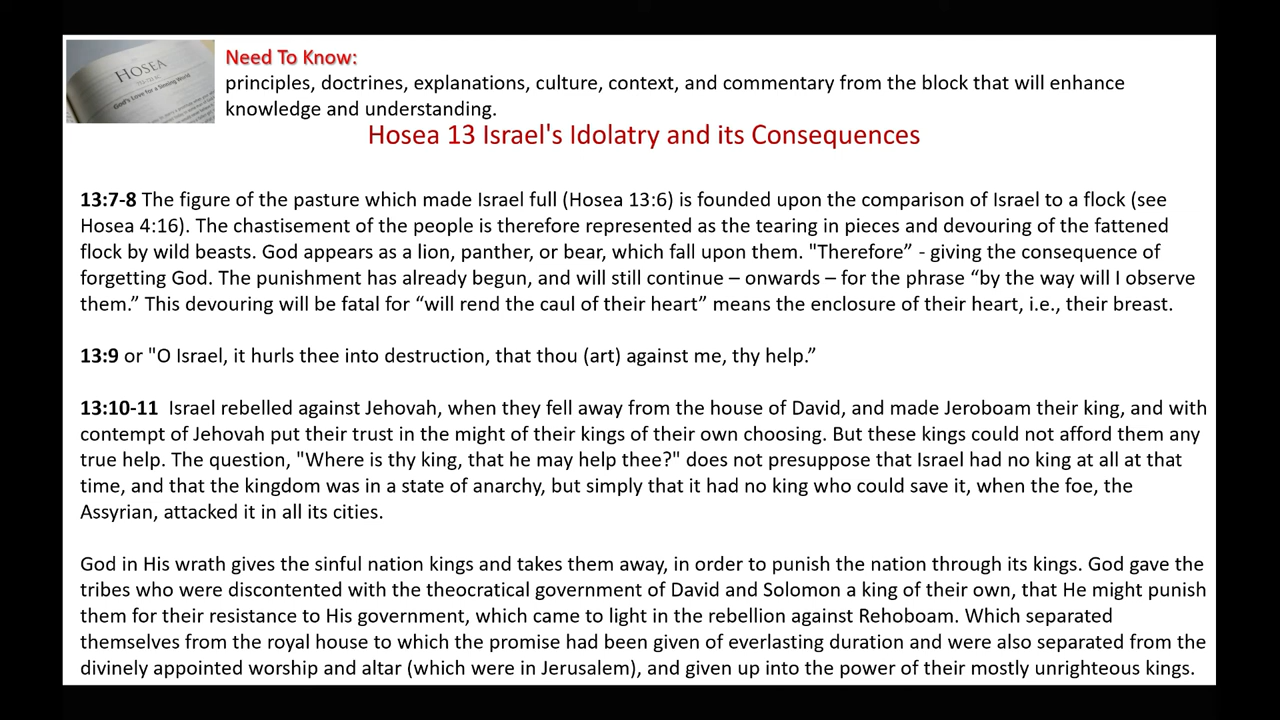 HOSEA
God's Love for a Sinning World
Need To Know:
principles, doctrines, explanations, culture, context, and commentary from the block that will enhance
knowledge and understanding.
Hosea 13 Israel's Idolatry and its Consequences
13:7-8 The figure of the pasture which made Israel full (Hosea 13:6) is founded upon the comparison of Israel to a flock (see
Hosea 4:16). The chastisement of the people is therefore represented as the tearing in pieces and devouring of the fattened
flock by wild beasts. God appears as a lion, panther, or bear, which fall upon them. "Therefore” - giving the consequence of
forgetting God. The punishment has already begun, and will still continue – onwards – for the phrase “by the way will I observe
them.” This devouring will be fatal for “will rend the caul of their heart” means the enclosure of their heart, i.e., their breast.
13:9 or "O Israel, it hurls thee into destruction, that thou (art) against me, thy help.”
13:10-11 Israel rebelled against Jehovah, when they fell away from the house of David, and made Jeroboam their king, and with
contempt of Jehovah put their trust in the might of their kings of their own choosing. But these kings could not afford them any
true help. The question, "Where is thy king, that he may help thee?" does not presuppose that Israel had no king at all at that
time, and that the kingdom was in a state of anarchy, but simply that it had no king who could save it, when the foe, the
Assyrian, attacked it in all its cities.
God in His wrath gives the sinful nation kings and takes them away, in order to punish the nation through its kings. God gave the
tribes who were discontented with the theocratical government of David and Solomon a king of their own, that He might punish
them for their resistance to His government, which came to light in the rebellion against Rehoboam. Which separated
themselves from the royal house to which the promise had been given of everlasting duration and were also separated from the
divinely appointed worship and altar (which were in Jerusalem), and given up into the power of their mostly unrighteous kings.